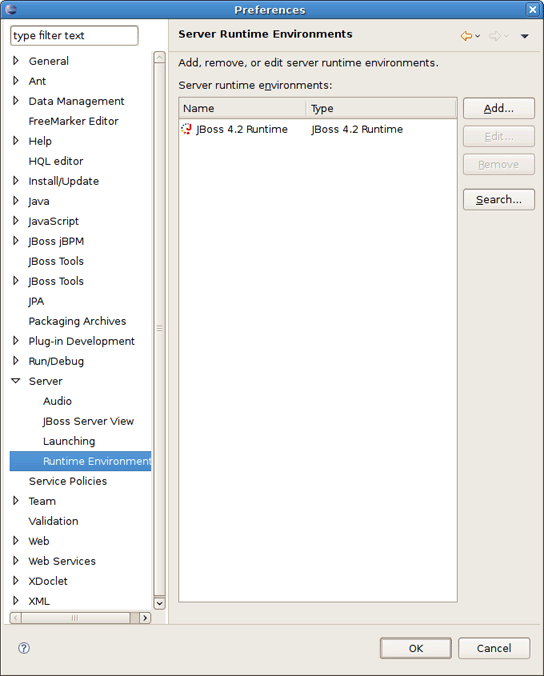 Preferences
type filter text
General
Ant
Data Management
FreeMarker Editor
Help
HQL editor
Install/Update
Java
JavaScript
JBoss jBPM
JBoss Tools
JBoss Tools
JPA
Packaging Archives
Plug-in Development
Run/Debug
Server
Audio
JBoss Server View
Launching
Runtime Environment
Service Policies
Team
Validation
Web
Web Services
XDoclet
XML
Server Runtime Environments
Add, remove, or edit server runtime environments.
Server runtime environments:
Name Type
JBoss 4.2 Runtime JBoss 4.2 Runtime
Add...
Edit...
Remove
Search...
?
OK
Cancel